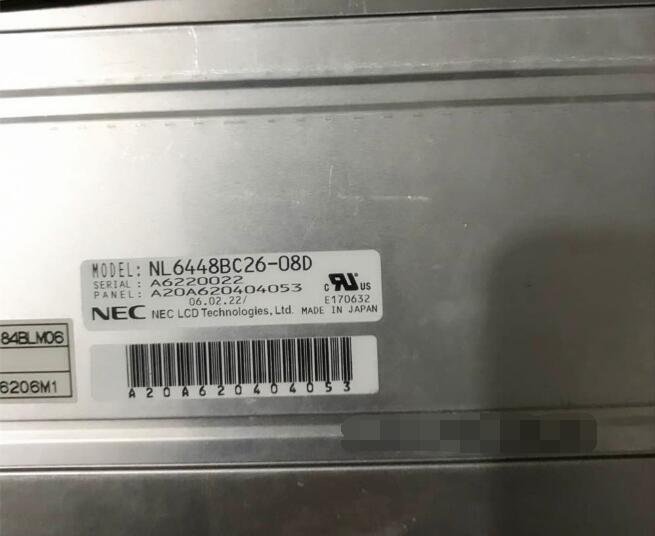 MODEL: NL6448BC26-08D
SERIAL: A6220022
PANEL: A20A620404053
06.02.22/
c RU US
E170632
NEC NEC LCD Technologies, Ltd. MADE IN JAPAN
84BLM06
6206M1
A20A620404053